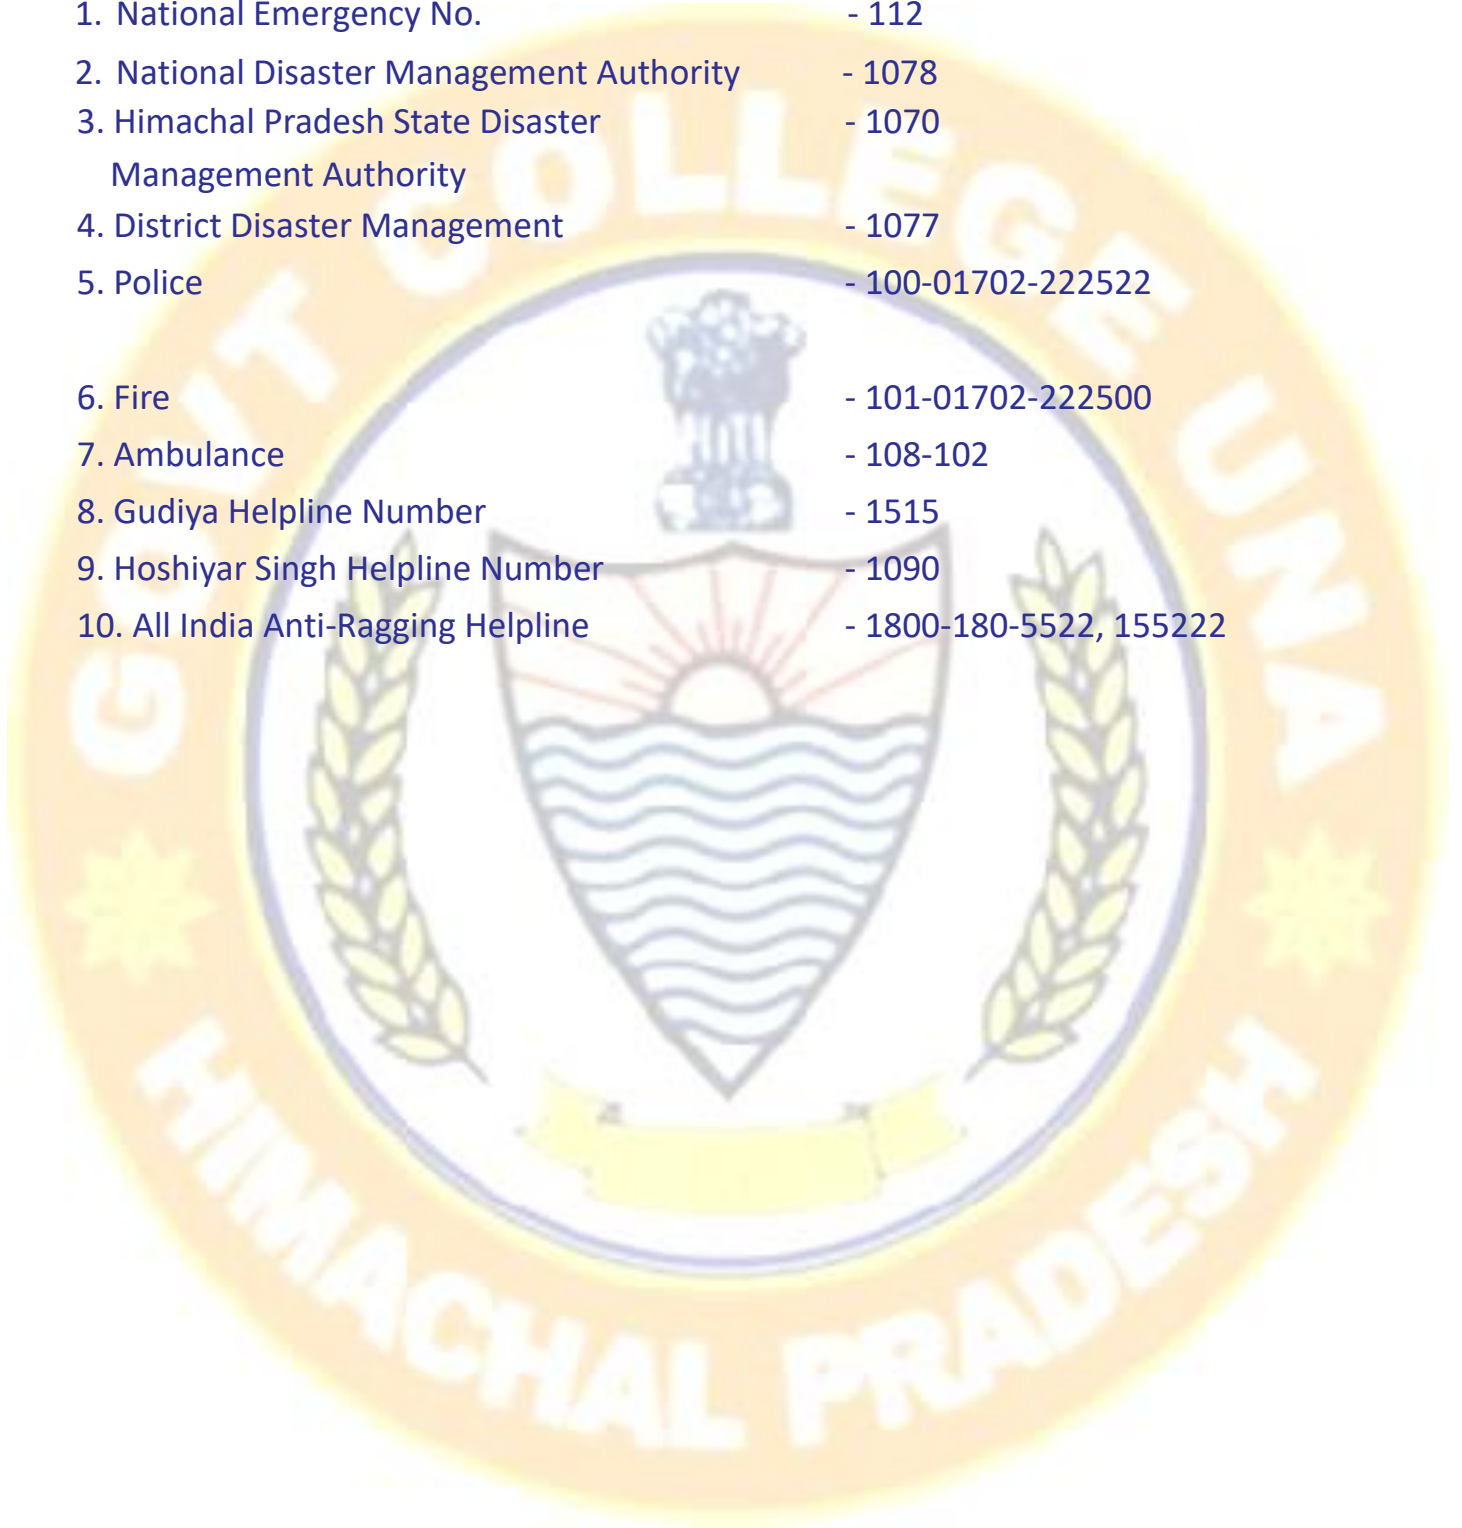 1. National Emergency No. - 112
2. National Disaster Management Authority - 1078
3. Himachal Pradesh State Disaster - 1070
Management Authority
4. District Disaster Management - 1077
5. Police - 100-01702-222522
6. Fire - 101-01702-222500
7. Ambulance - 108-102
8. Gudiya Helpline Number - 1515
9. Hoshiyar Singh Helpline Number - 1090
10. All India Anti-Ragging Helpline - 1800-180-5522, 155222
GOVT COLLEGE UNA
HIMACHAL PRADESH